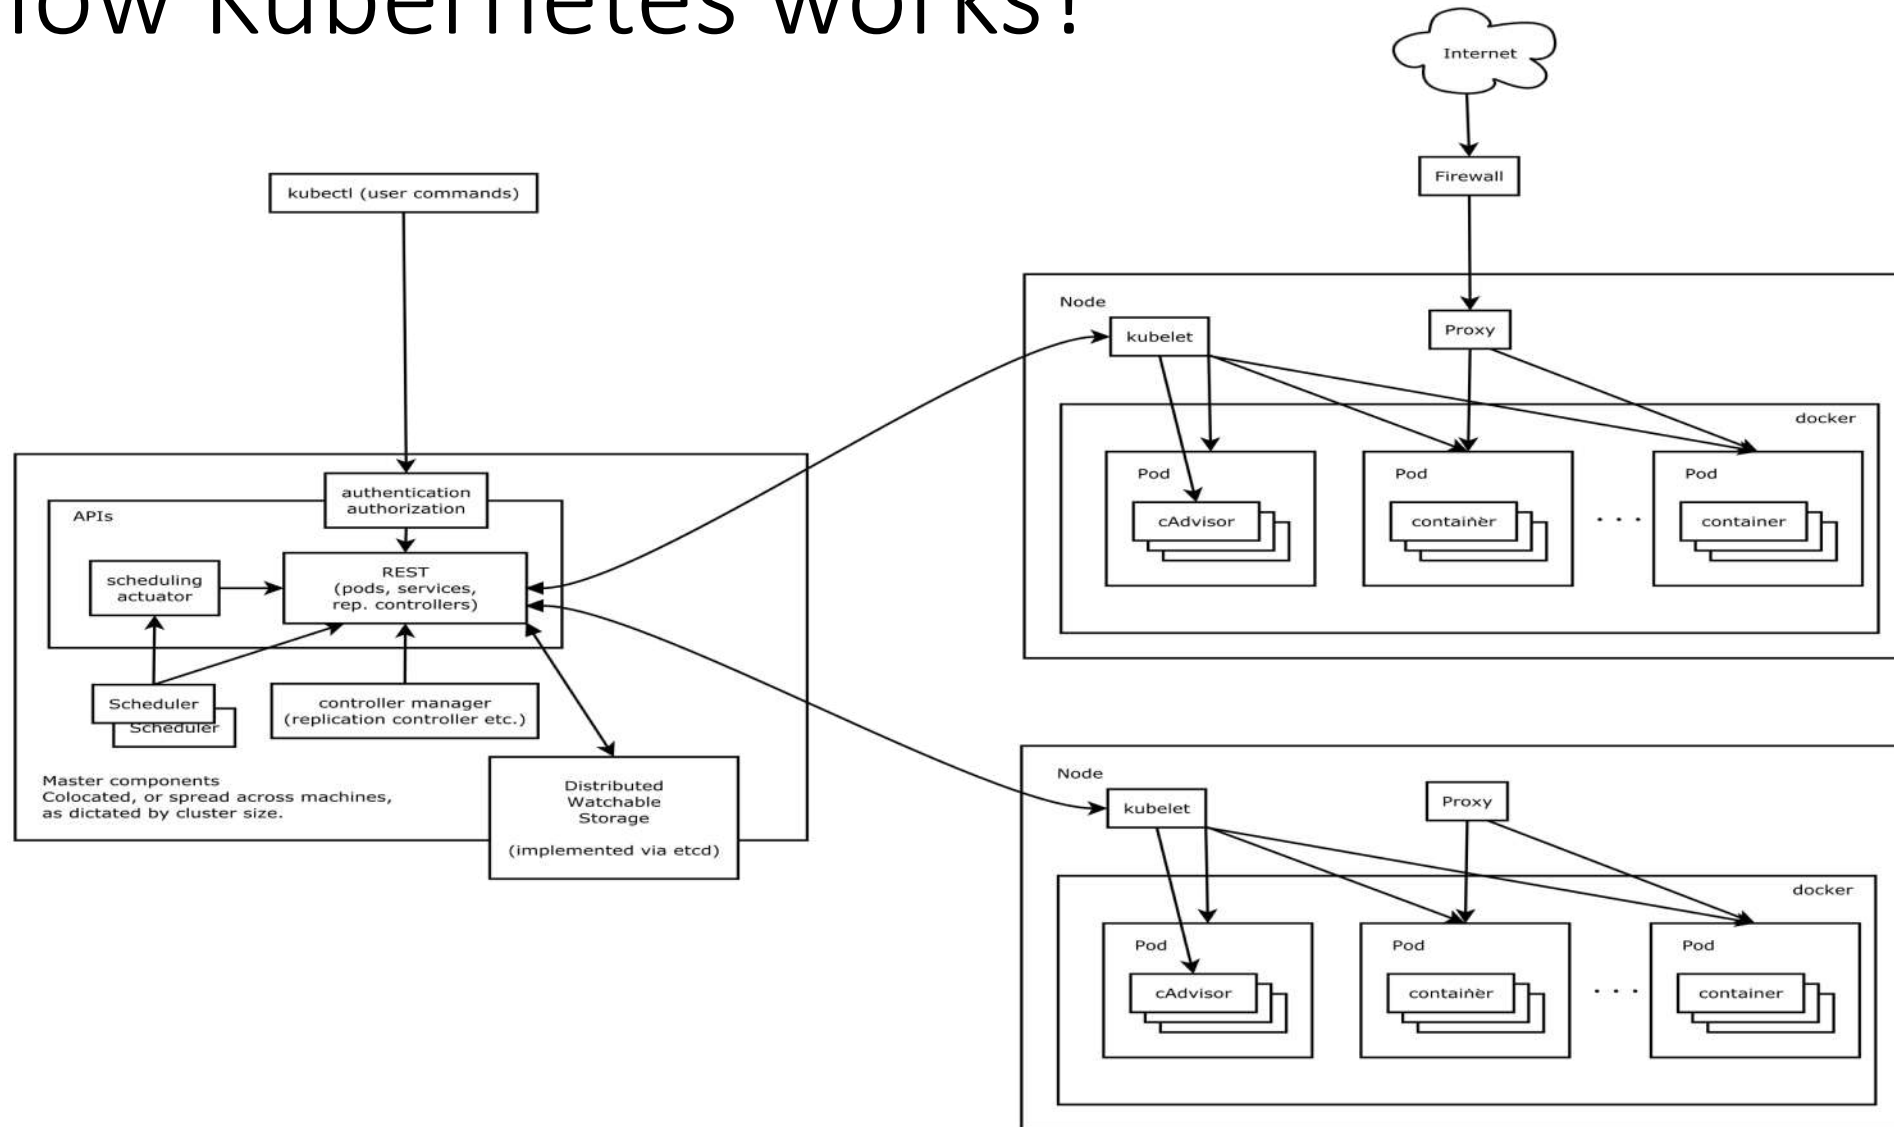 Kubernetes works?
Internet
Firewall
kubectl (user commands)
Node
kubelet
Proxy
docker
Pod
Pod
Pod
cAdvisor
container
. . .
container
authentication
authorization
APIs
REST
(pods, services,
rep. controllers)
scheduling
actuator
Scheduler
Scheduler
controller manager
(replication controller etc.)
Master components
Colocated, or spread across machines,
as dictated by cluster size.
Distributed
Watchable
Storage
(implemented via etcd)
Node
kubelet
Proxy
docker
Pod
Pod
Pod
cAdvisor
container
. . .
container